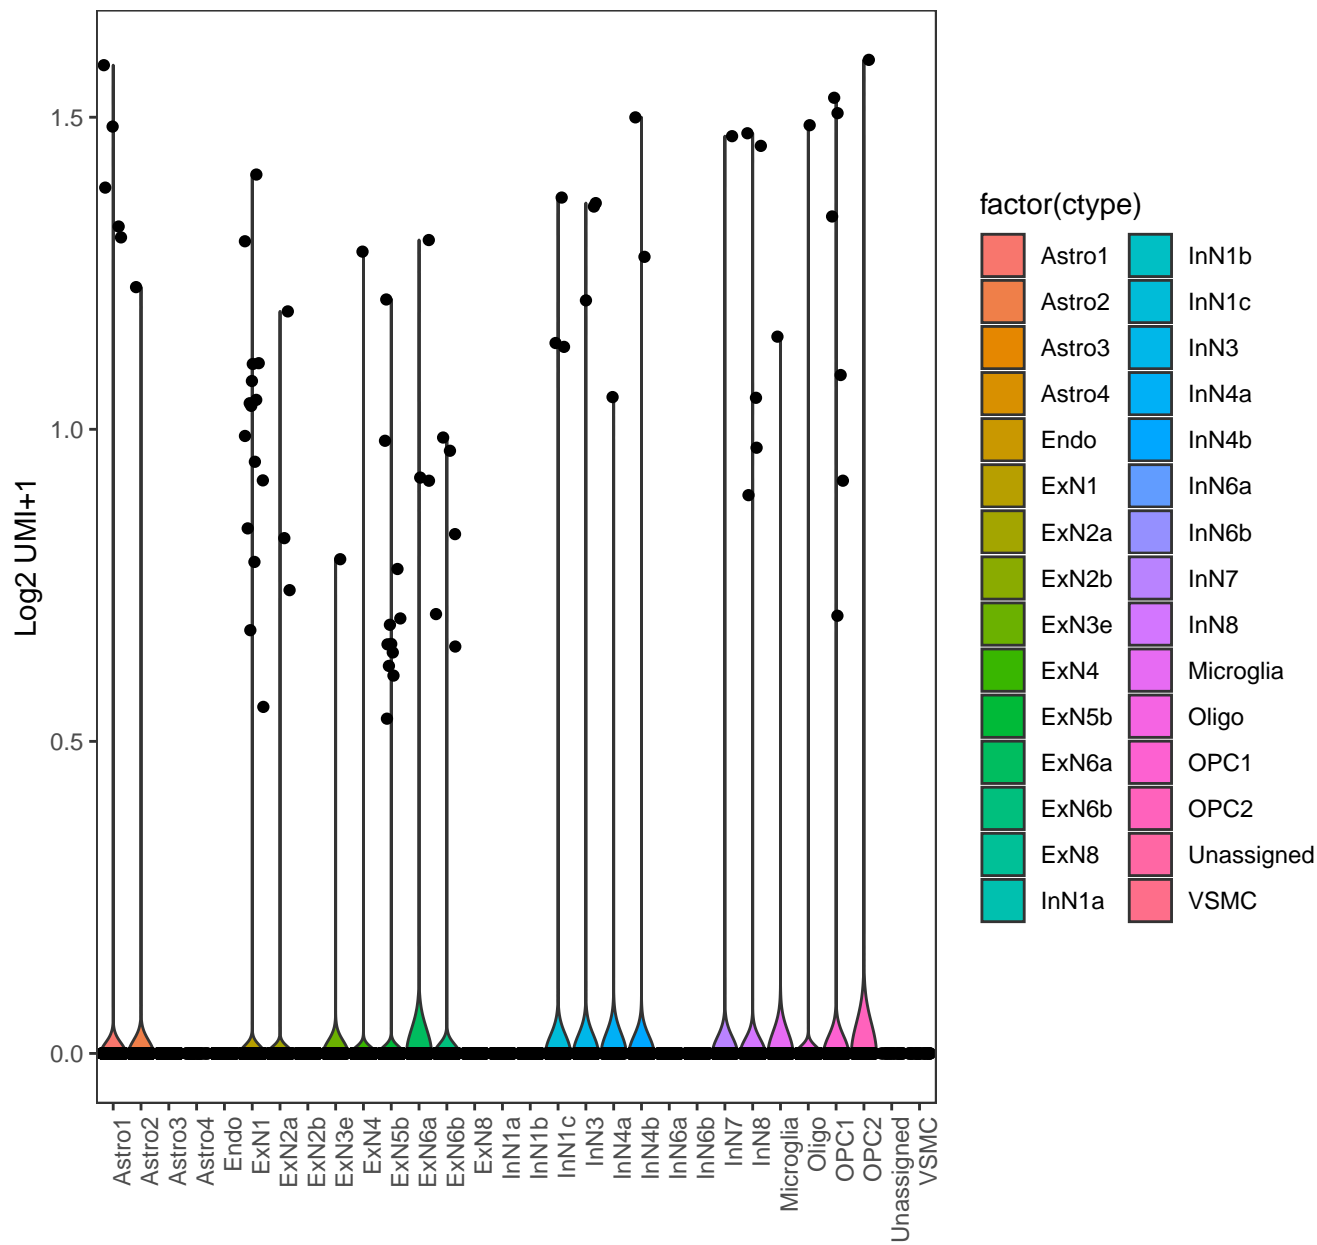 1.5
1.0
0.5
0.0
Log2 UMI+1
Astro1
Astro2
Astro3
Astro4
Endo
ExN1
ExN2a
ExN2b
ExN3e
ExN4
ExN5b
ExN6a
ExN6b
ExN8
InN1a
InN1b
InN1c
InN3
InN4a
InN4b
InN6a
InN6b
InN7
InN8
Microglia
Oligo
OPC1
OPC2
Unassigned
VSMC
factor(ctype)
Astro1
Astro2
Astro3
Astro4
Endo
ExN1
ExN2a
ExN2b
ExN3e
ExN4
ExN5b
ExN6a
ExN6b
ExN8
InN1a
InN1b
InN1c
InN3
InN4a
InN4b
InN6a
InN6b
InN7
InN8
Microglia
Oligo
OPC1
OPC2
Unassigned
VSMC